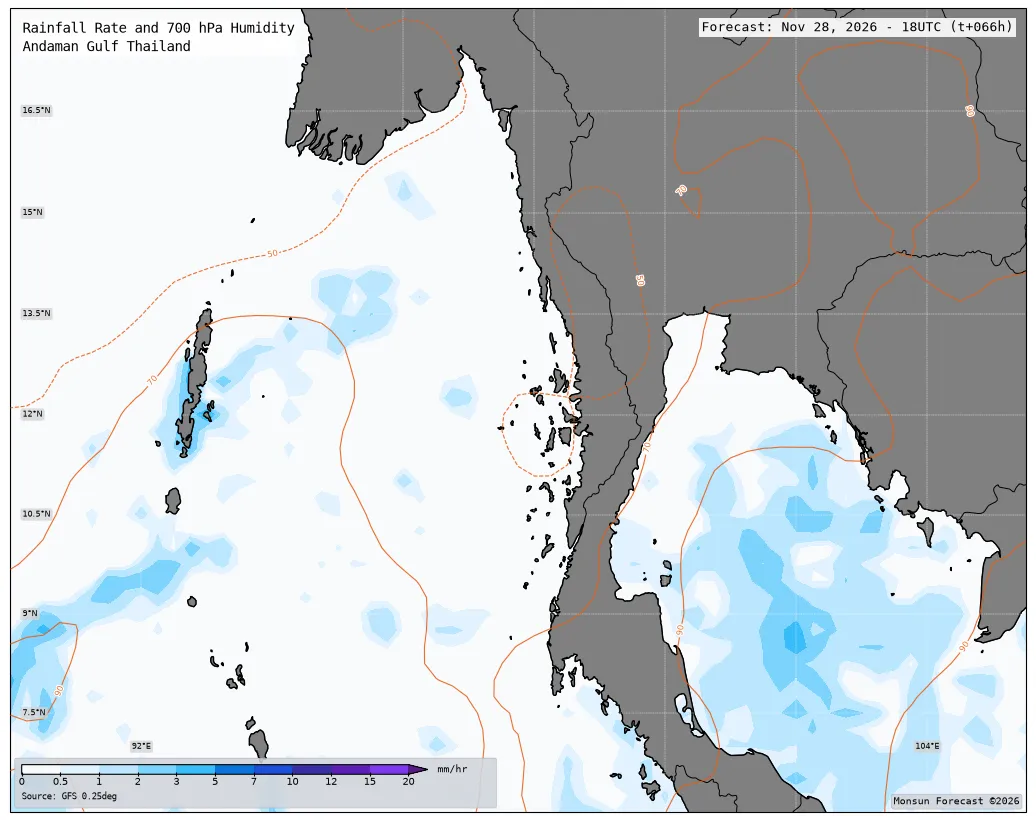 Rainfall Rate and 700 hPa Humidity
Andaman Gulf Thailand
Forecast: Nov 28, 2026 - 18UTC (t+066h)
16.5°N
15°N
13.5°N
12°N
10.5°N
9°N
7.5°N
92°E
104°E
50
70
90
70
50
90
70
90
90
0 0.5 1 2 3 5 7 10 12 15 20 mm/hr
Source: GFS 0.25deg
Monsun Forecast ©2026